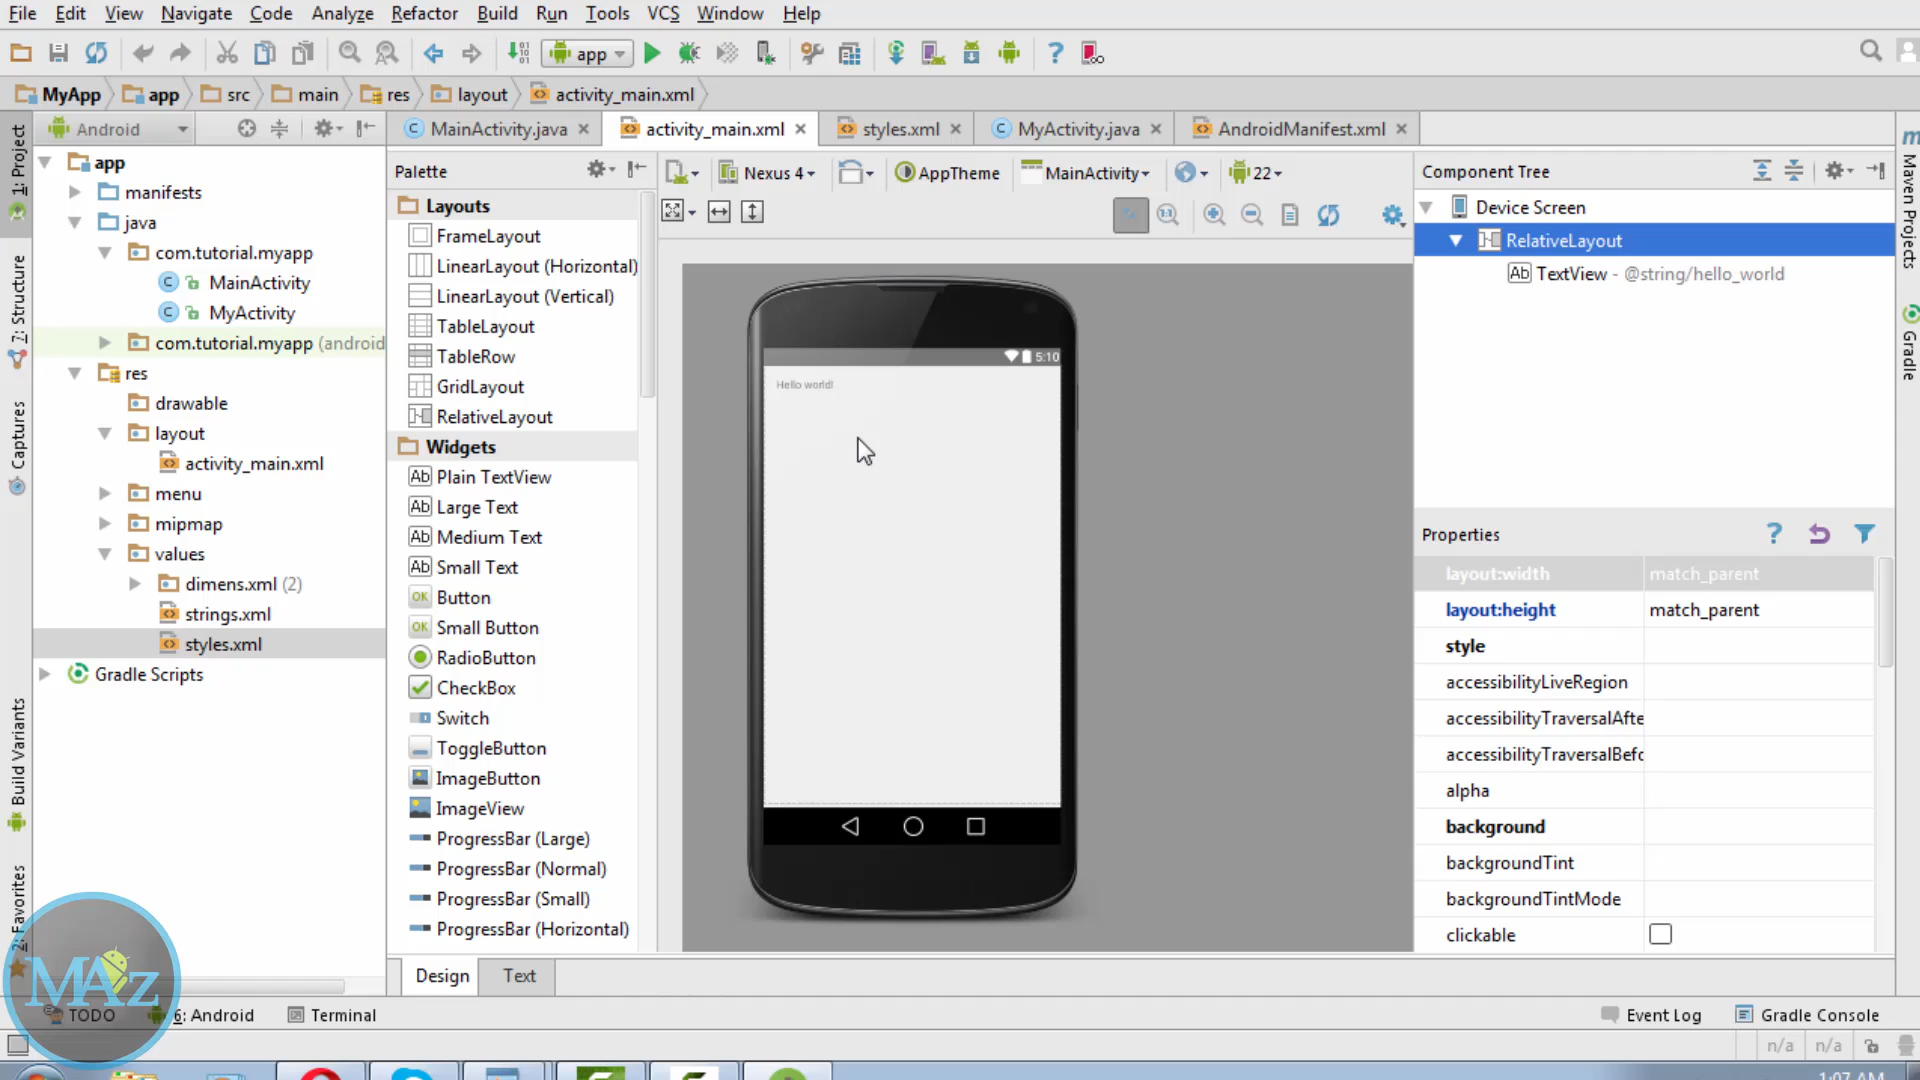 File Edit View Navigate Code Analyze Refactor Build Run Tools VCS Window Help
app
MyApp app src main res layout activity_main.xml
Android
MainActivity.java activity_main.xml styles.xml MyActivity.java AndroidManifest.xml
1: Project
7: Structure
Captures
Build Variants
2: Favorites
app
manifests
java
com.tutorial.myapp
MainActivity
MyActivity
com.tutorial.myapp (android
res
drawable
layout
activity_main.xml
menu
mipmap
values
dimens.xml (2)
strings.xml
styles.xml
Gradle Scripts
Palette
Layouts
FrameLayout
LinearLayout (Horizontal)
LinearLayout (Vertical)
TableLayout
TableRow
GridLayout
RelativeLayout
Widgets
Plain TextView
Large Text
Medium Text
Small Text
Button
Small Button
RadioButton
CheckBox
Switch
ToggleButton
ImageButton
ImageView
ProgressBar (Large)
ProgressBar (Normal)
ProgressBar (Small)
ProgressBar (Horizontal)
Nexus 4 AppTheme MainActivity 22
5:10
Hello world!
Design Text
Component Tree
Device Screen
RelativeLayout
Ab TextView - @string/hello_world
Properties
layout:width match_parent
layout:height match_parent
style
accessibilityLiveRegion
accessibilityTraversalAfte
accessibilityTraversalBefo
alpha
background
backgroundTint
backgroundTintMode
clickable
Maven Projects
Gradle
MAz
TODO 6: Android Terminal Event Log Gradle Console
n/a n/a
1:07 AM